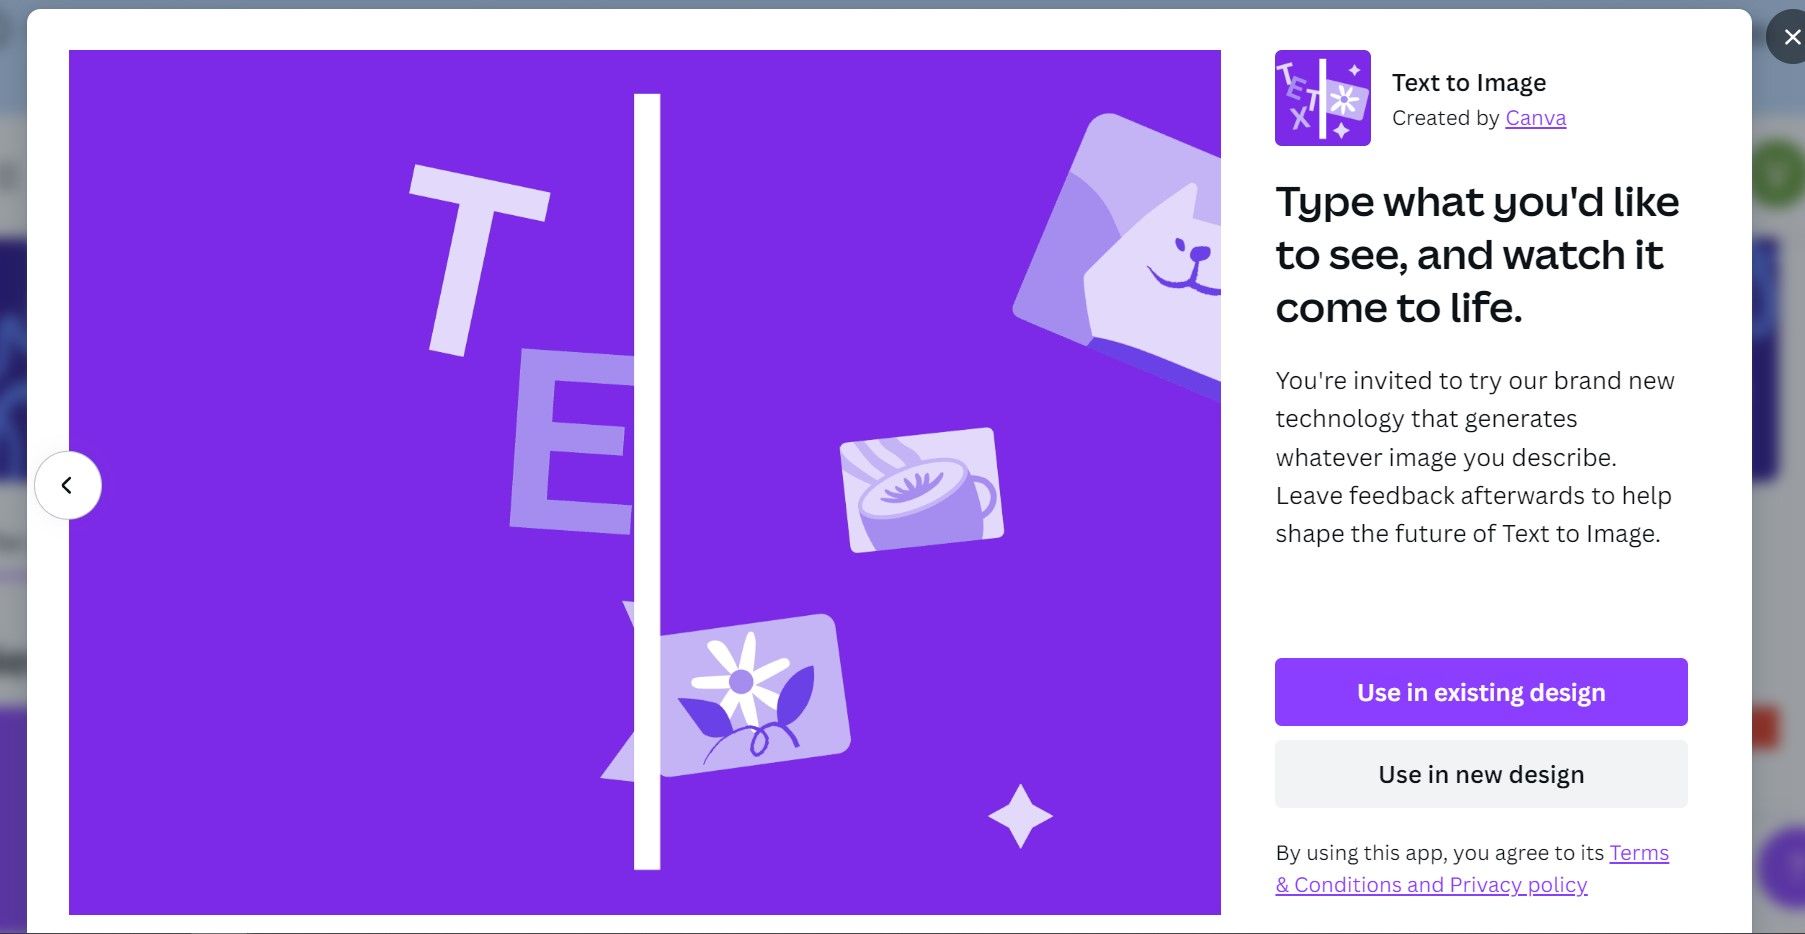 T
E
X
TEXT
Text to Image
Created by Canva
Type what you'd like
to see, and watch it
come to life.
You're invited to try our brand new
technology that generates
whatever image you describe.
Leave feedback afterwards to help
shape the future of Text to Image.
Use in existing design
Use in new design
By using this app, you agree to its Terms
& Conditions and Privacy policy